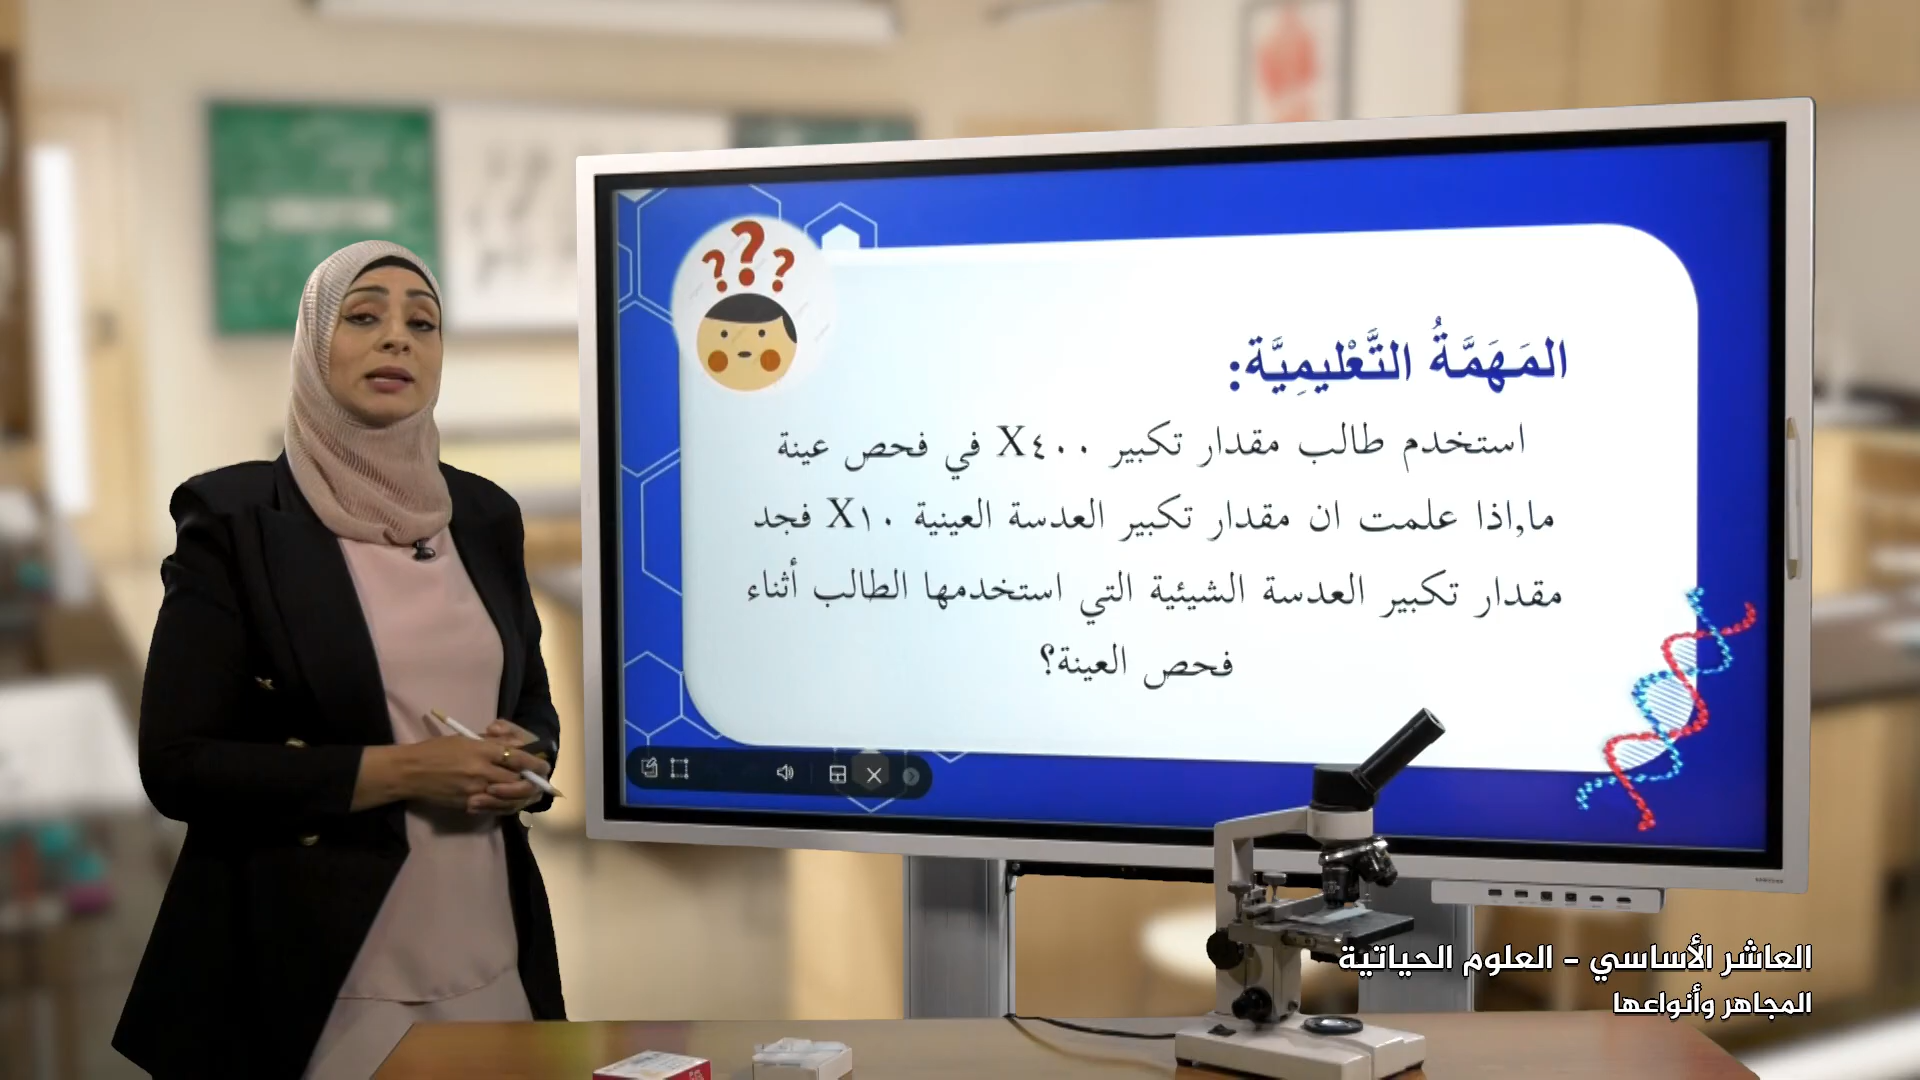 المَهَمَّةُ التَّعْليمِيَّة:
استخدم طالب مقدار تكبير X٤٠٠ في فحص عينة
ما,اذا علمت ان مقدار تكبير العدسة العينية X١٠ فجد
مقدار تكبير العدسة الشيئية التي استخدمها الطالب أثناء
فحص العينة؟
العاشر الأساسي - العلوم الحياتية
المجاهر وأنواعها